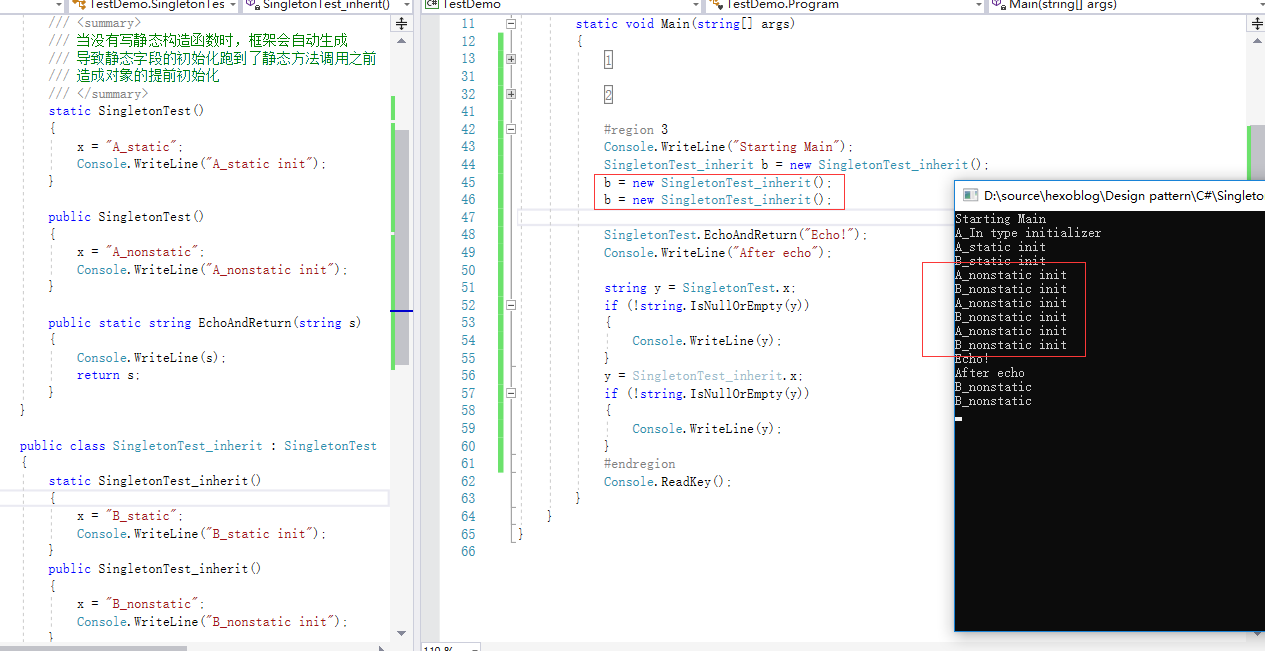 TestDemo.SingletonTes
SingletonTest_inherit()
/// <summary>
/// 当没有写静态构造函数时，框架会自动生成
/// 导致静态字段的初始化跑到了静态方法调用之前
/// 造成对象的提前初始化
/// </summary>
static SingletonTest()
{
x = "A_static";
Console.WriteLine("A_static init");
}
public SingletonTest()
{
x = "A_nonstatic";
Console.WriteLine("A_nonstatic init");
}
public static string EchoAndReturn(string s)
{
Console.WriteLine(s);
return s;
}
}
public class SingletonTest_inherit : SingletonTest
{
static SingletonTest_inherit()
{
x = "B_static";
Console.WriteLine("B_static init");
}
public SingletonTest_inherit()
{
x = "B_nonstatic";
Console.WriteLine("B_nonstatic init");
}
C# TestDemo
TestDemo.Program
Main(string[] args)
11 static void Main(string[] args)
12 {
13 1
31
32 2
41
42 #region 3
43 Console.WriteLine("Starting Main");
44 SingletonTest_inherit b = new SingletonTest_inherit();
45 b = new SingletonTest_inherit();
46 b = new SingletonTest_inherit();
47
48 SingletonTest.EchoAndReturn("Echo!");
49 Console.WriteLine("After echo");
50
51 string y = SingletonTest.x;
52 if (!string.IsNullOrEmpty(y))
53 {
54 Console.WriteLine(y);
55 }
56 y = SingletonTest_inherit.x;
57 if (!string.IsNullOrEmpty(y))
58 {
59 Console.WriteLine(y);
60 }
61 #endregion
62 Console.ReadKey();
63 }
64 }
65 }
66
110 %
D:\source\hexoblog\Design pattern\C#\Singleto
Starting Main
A_In type initializer
A_static init
B_static init
A_nonstatic init
B_nonstatic init
A_nonstatic init
B_nonstatic init
A_nonstatic init
B_nonstatic init
Echo!
After echo
B_nonstatic
B_nonstatic